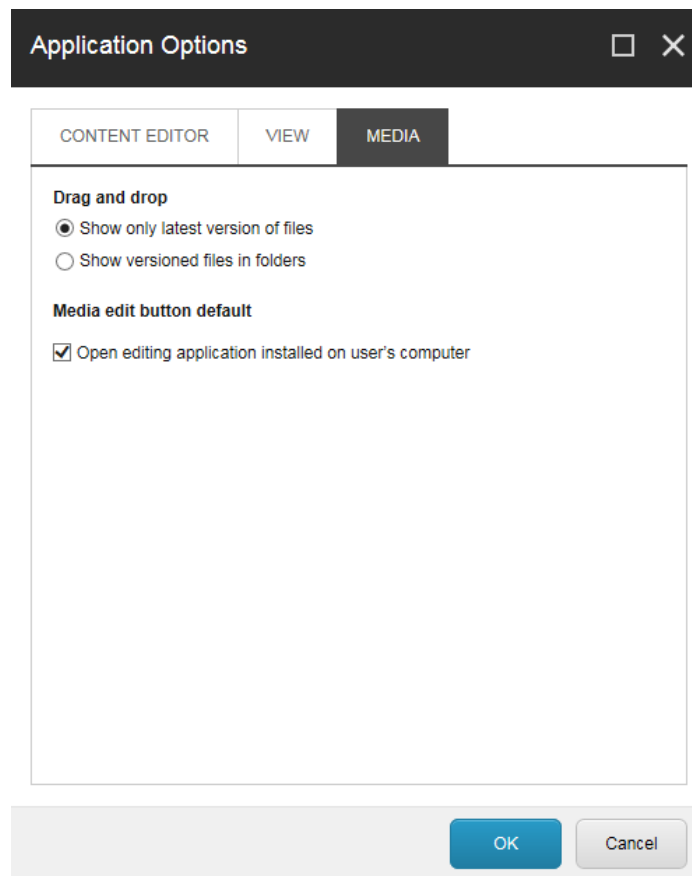 Application Options
CONTENT EDITOR
VIEW
MEDIA
Drag and drop
Show only latest version of files
Show versioned files in folders
Media edit button default
Open editing application installed on user's computer
OK
Cancel